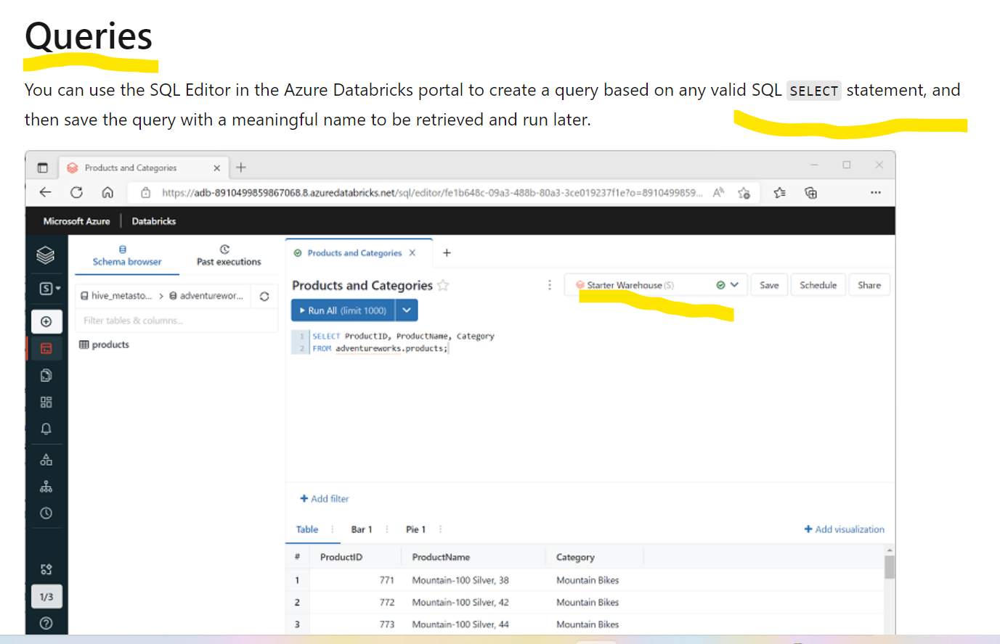 Queries
You can use the SQL Editor in the Azure Databricks portal to create a query based on any valid SQL SELECT statement, and
then save the query with a meaningful name to be retrieved and run later.
Products and Categories
https://adb-8910499859867068.8.azuredatabricks.net/sql/editor/fe1b648c-09a3-488b-80a3-3ce019237f1e?o=8910499859...
Microsoft Azure Databricks
Schema browser
Past executions
Products and Categories
hive_metasto... > adventurewor...
Filter tables & columns...
products
Products and Categories
Starter Warehouse (S)
Save
Schedule
Share
Run All (limit 1000)
1 SELECT ProductID, ProductName, Category
2 FROM adventureworks.products;
Add filter
Table Bar 1 Pie 1
Add visualization
# ProductID ProductName Category
1 771 Mountain-100 Silver, 38 Mountain Bikes
2 772 Mountain-100 Silver, 42 Mountain Bikes
3 773 Mountain-100 Silver, 44 Mountain Bikes
S
1/3